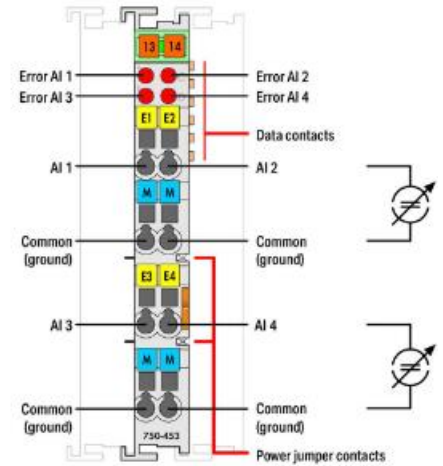 13 14
Error AI 1
Error AI 2
Error AI 3
Error AI 4
E1 E2
Data contacts
AI 1
AI 2
M M
Common
(ground)
Common
(ground)
E3 E4
AI 3
AI 4
M M
Common
(ground)
Common
(ground)
750-453
Power jumper contacts